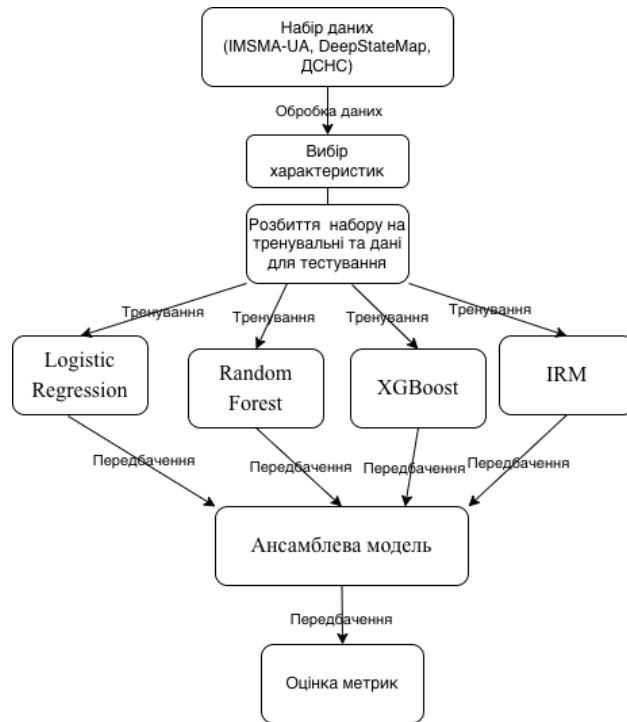 Набір даних
(IMSMA-UA, DeepStateMap,
ДСНС)
Обробка даних
Вибір
характеристик
Розбиття набору на
тренувальні та дані
для тестування
Тренування
Тренування
Тренування
Тренування
Logistic
Regression
Random
Forest
XGBoost
IRM
Передбачення
Передбачення
Передбачення
Передбачення
Ансамблева модель
Передбачення
Оцінка метрик